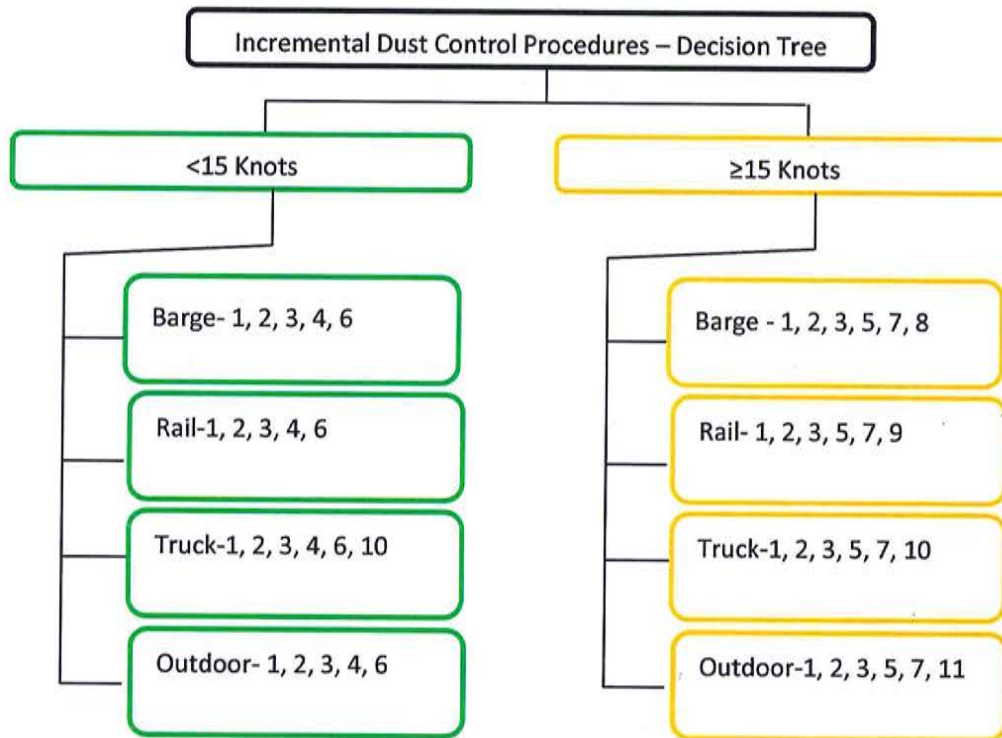 Incremental Dust Control Procedures – Decision Tree
<15 Knots
≥15 Knots
Barge- 1, 2, 3, 4, 6
Rail-1, 2, 3, 4, 6
Truck-1, 2, 3, 4, 6, 10
Outdoor- 1, 2, 3, 4, 6
Barge - 1, 2, 3, 5, 7, 8
Rail- 1, 2, 3, 5, 7, 9
Truck-1, 2, 3, 5, 7, 10
Outdoor-1, 2, 3, 5, 7, 11